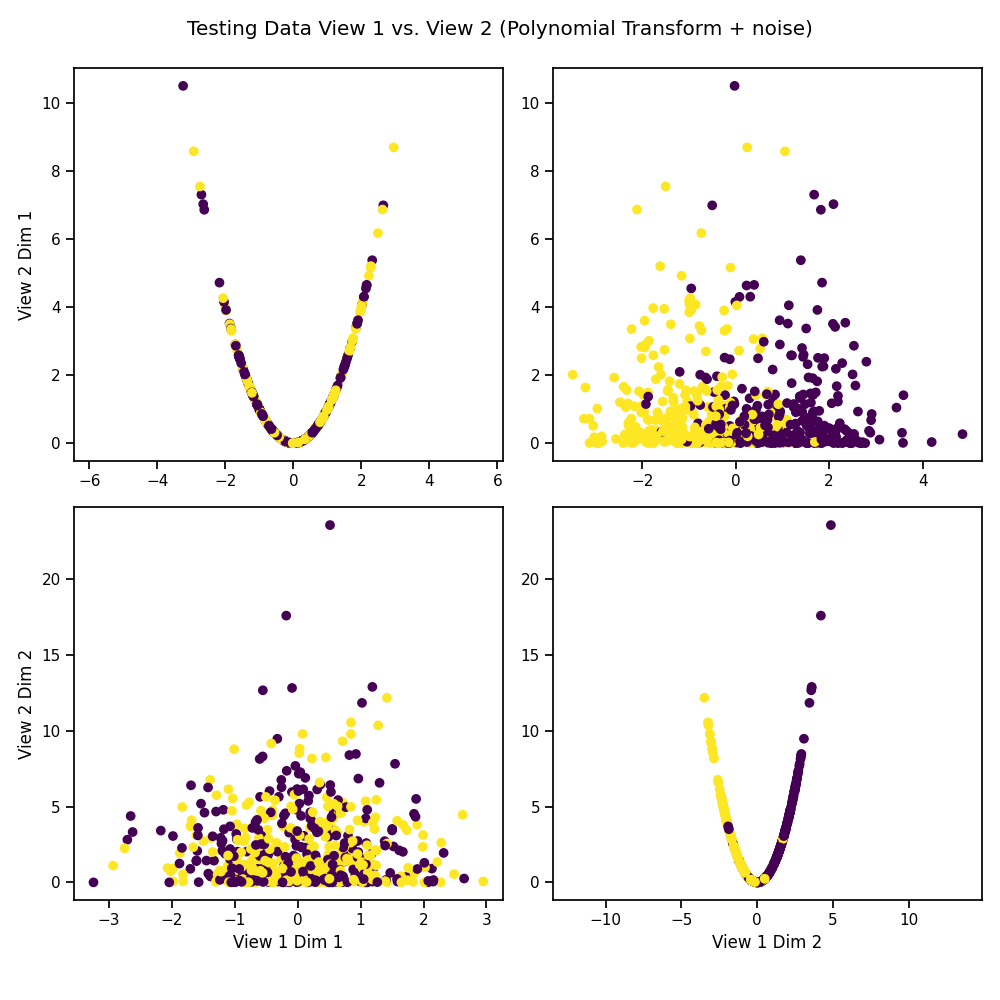 Testing Data View 1 vs. View 2 (Polynomial Transform + noise)
View 2 Dim 1
10
8
6
4
2
0
−6 −4 −2 0 2 4 6
10
8
6
4
2
0
−2 0 2 4
View 2 Dim 2
20
15
10
5
0
−3 −2 −1 0 1 2 3
View 1 Dim 1
20
15
10
5
0
−10 −5 0 5 10
View 1 Dim 2